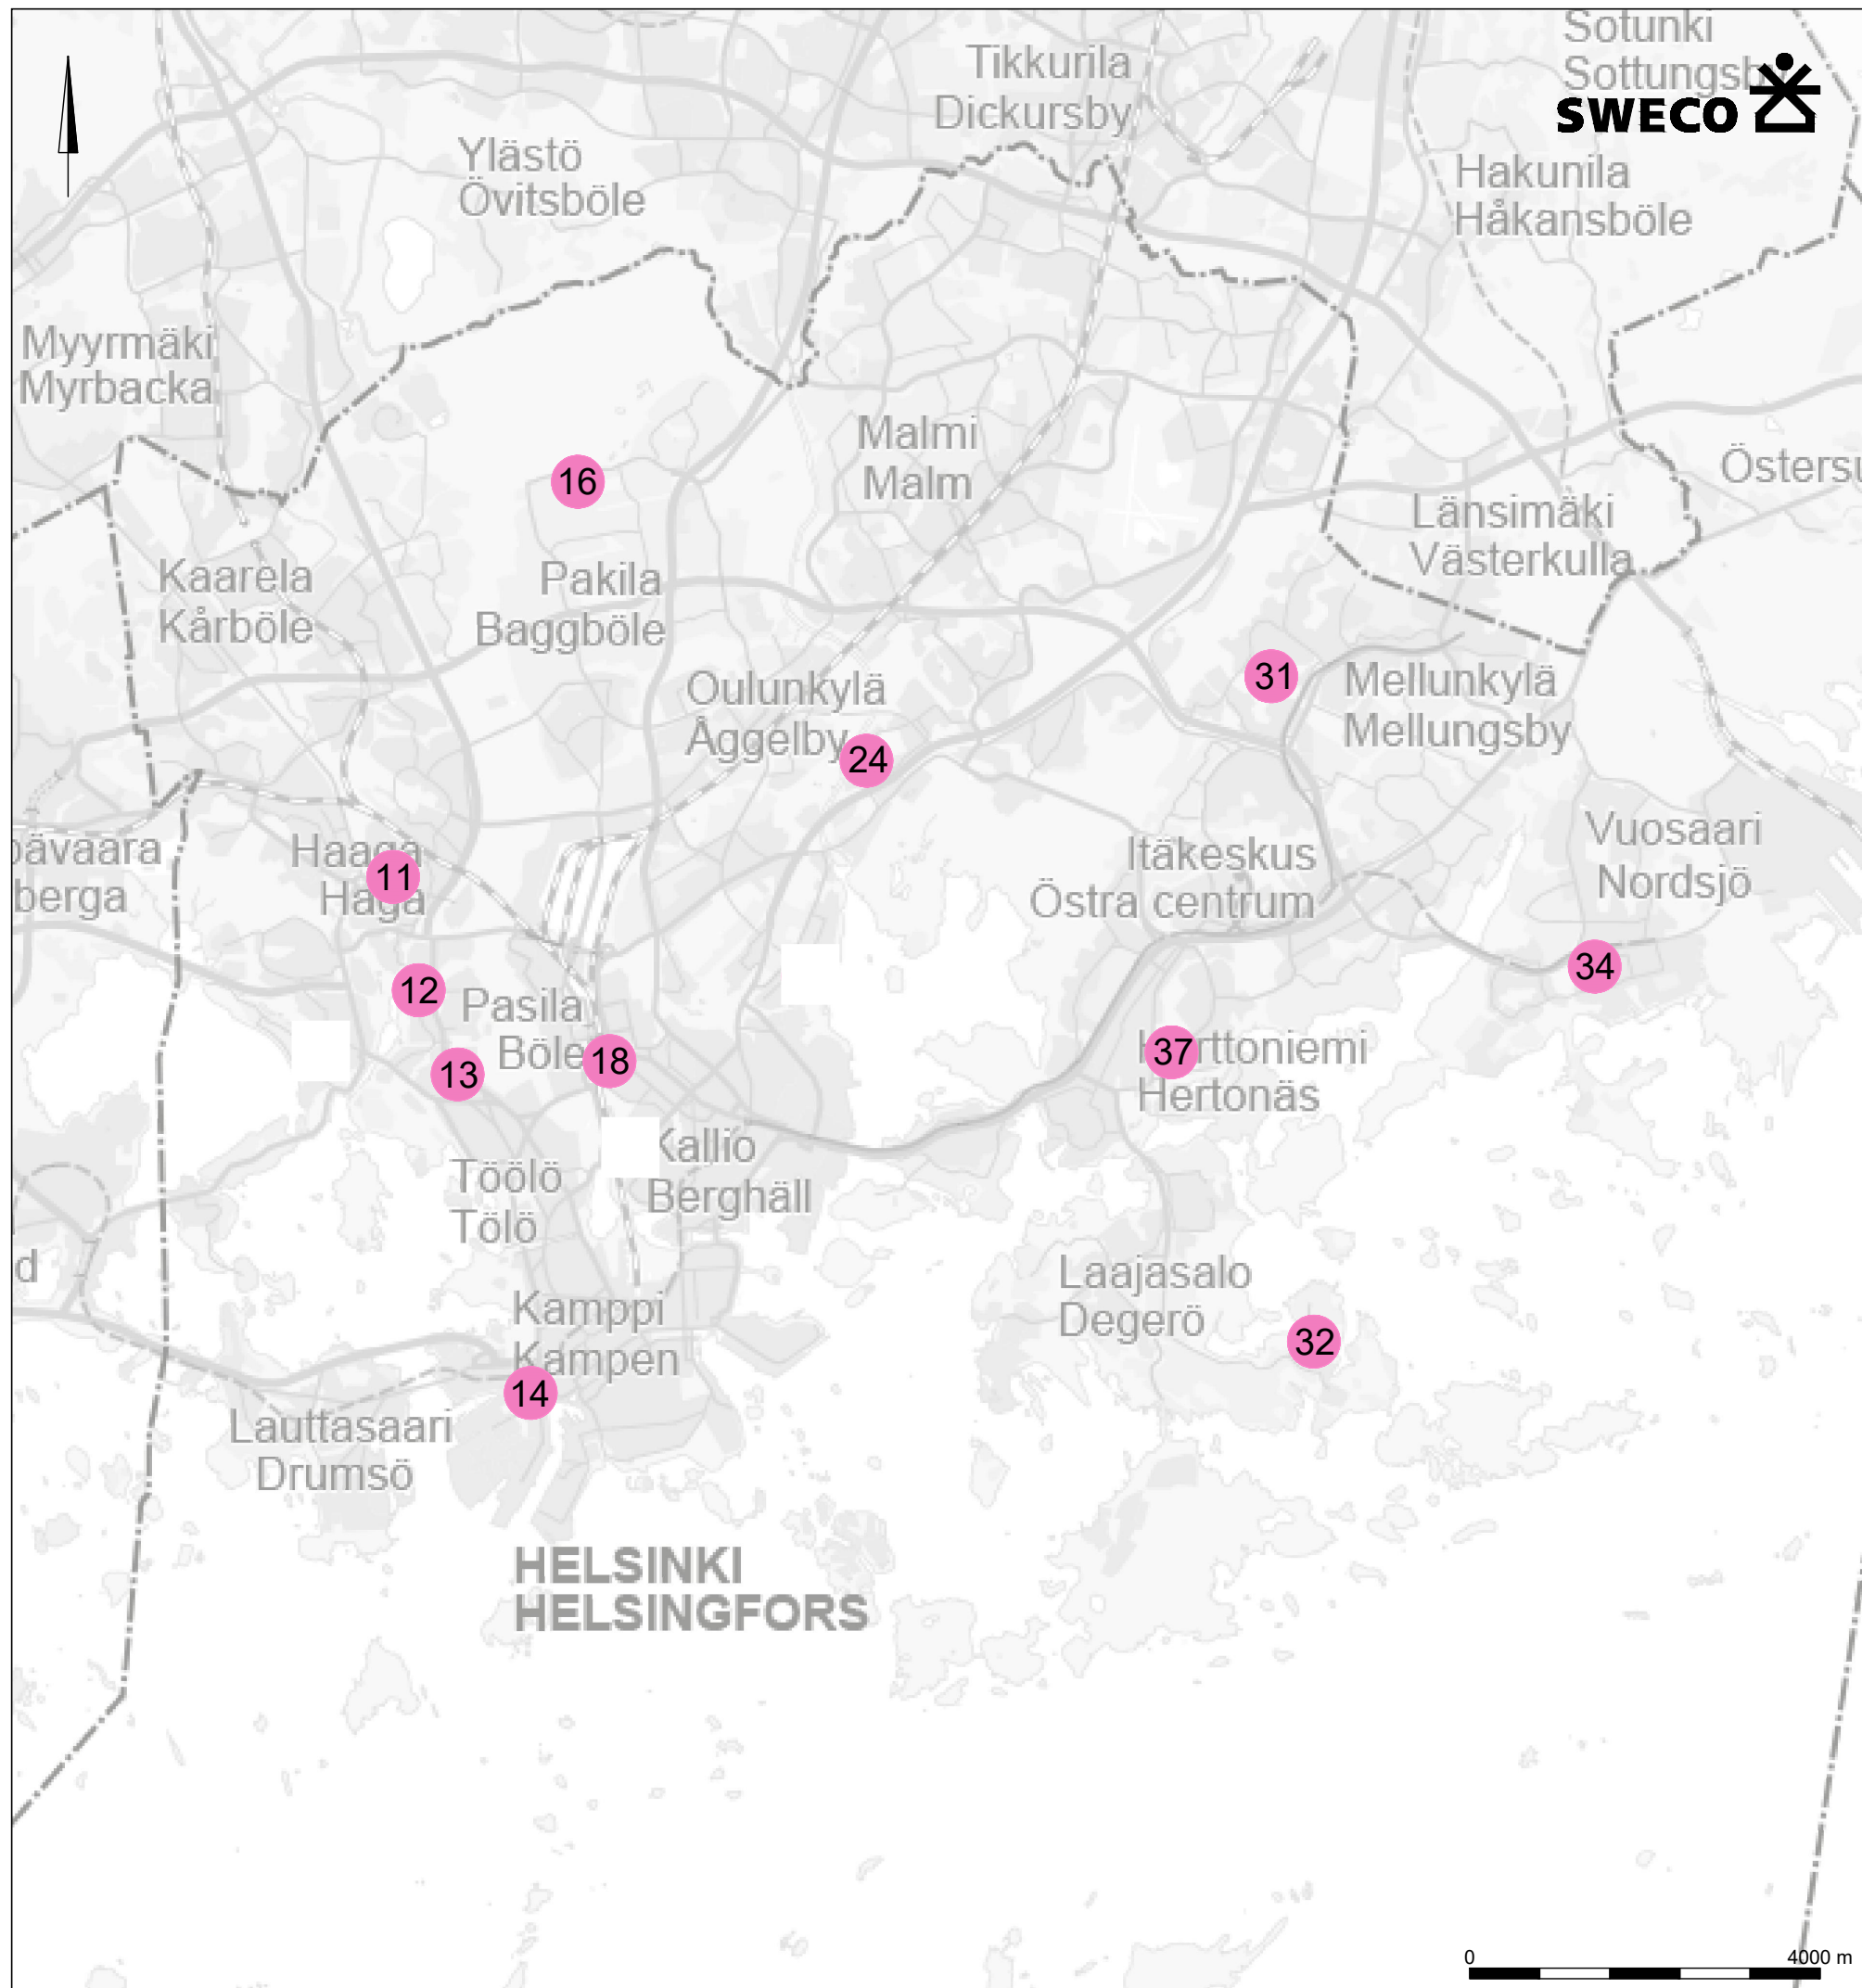 Sotunki
Tikkurila
Dickursby
SWECO
Ylästö
Övitsböle
Hakunila
Håkansböle
Myyrmäki
Myrbacka
Malmi
Malm
16
Östersu
Länsimäki
Västerkulla
Kaarela
Kårböle
Pakila
Baggböle
31
Mellunkylä
Mellungsby
Oulunkylä
Åggelby
24
Vuosaari
Nordsjö
Haaga
Haga
11
berga
Itäkeskus
Östra centrum
34
12
Pasila
Böle
18
13
37
Hertonäs
Kallio
Berghäll
Töölö
Tölö
d
Laajasalo
Degerö
32
Kamppi
Kampen
14
Lauttasaari
Drumsö
HELSINKI
HELSINGFORS
0 4000 m